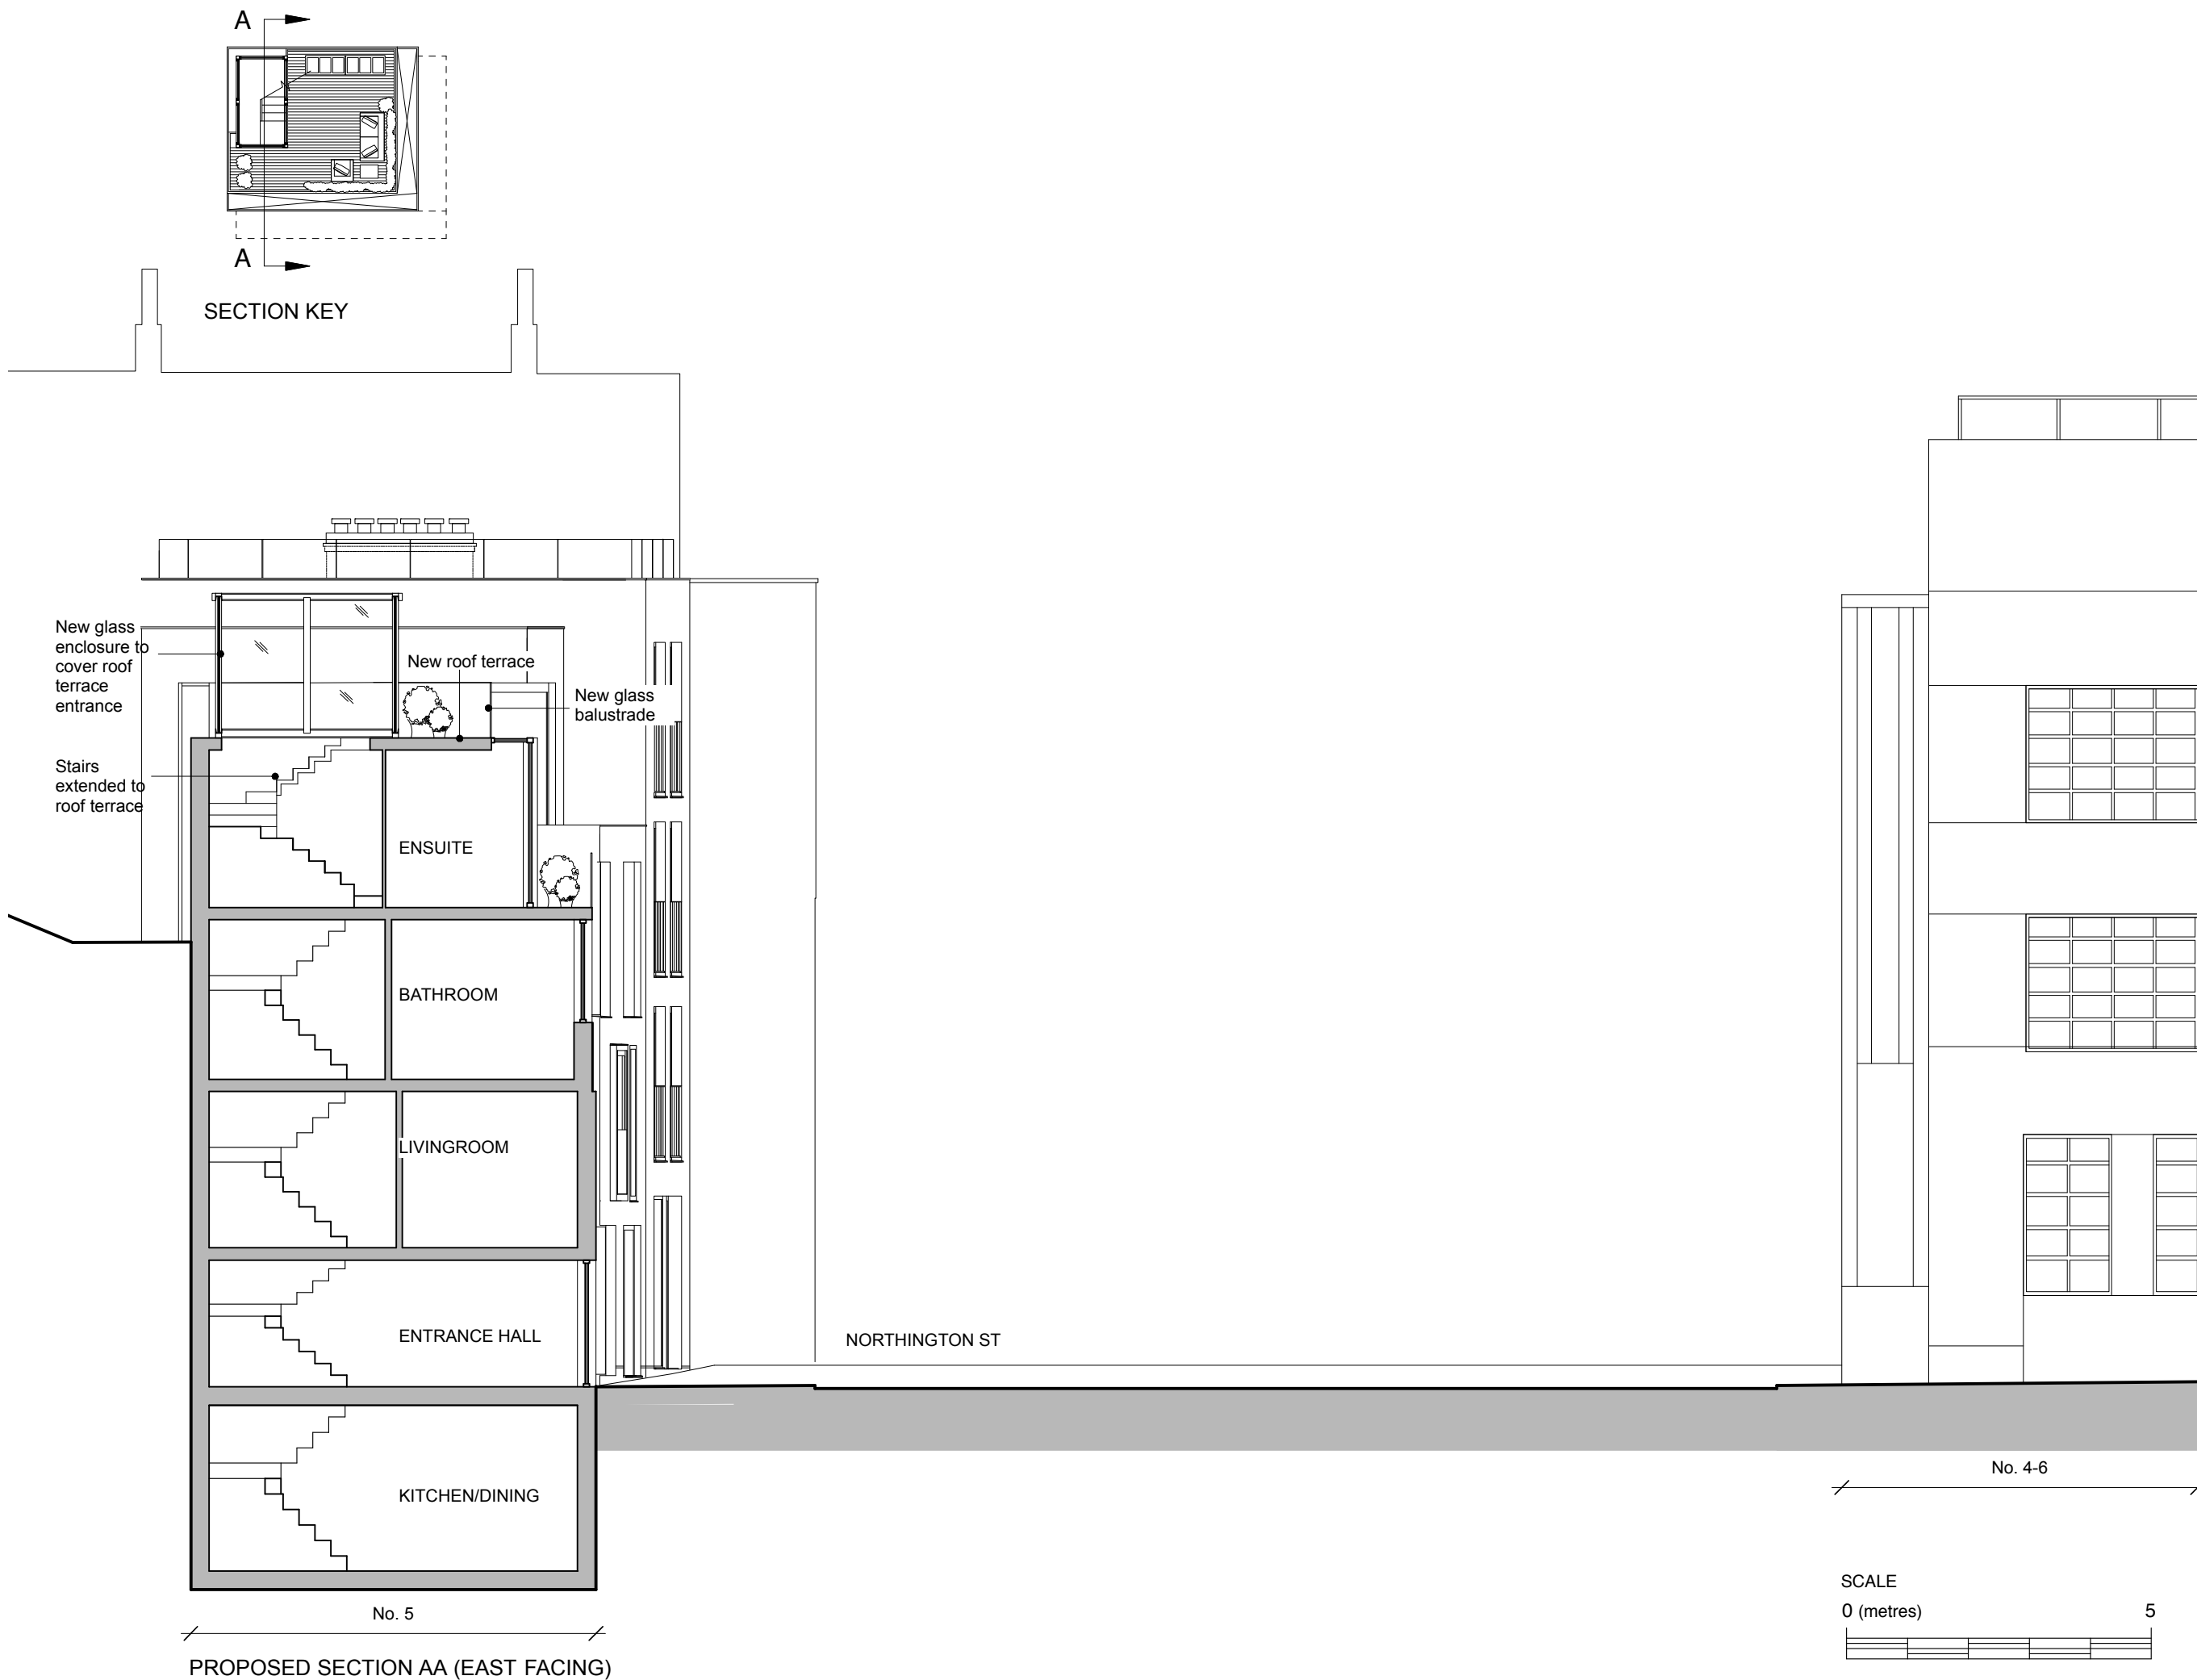 A
A
SECTION KEY
New glass
enclosure to
cover roof
terrace
entrance
New roof terrace
New glass
balustrade
Stairs
extended to
roof terrace
ENSUITE
BATHROOM
LIVINGROOM
ENTRANCE HALL
NORTHINGTON ST
KITCHEN/DINING
No. 4-6
No. 5
SCALE
0 (metres) 5
PROPOSED SECTION AA (EAST FACING)